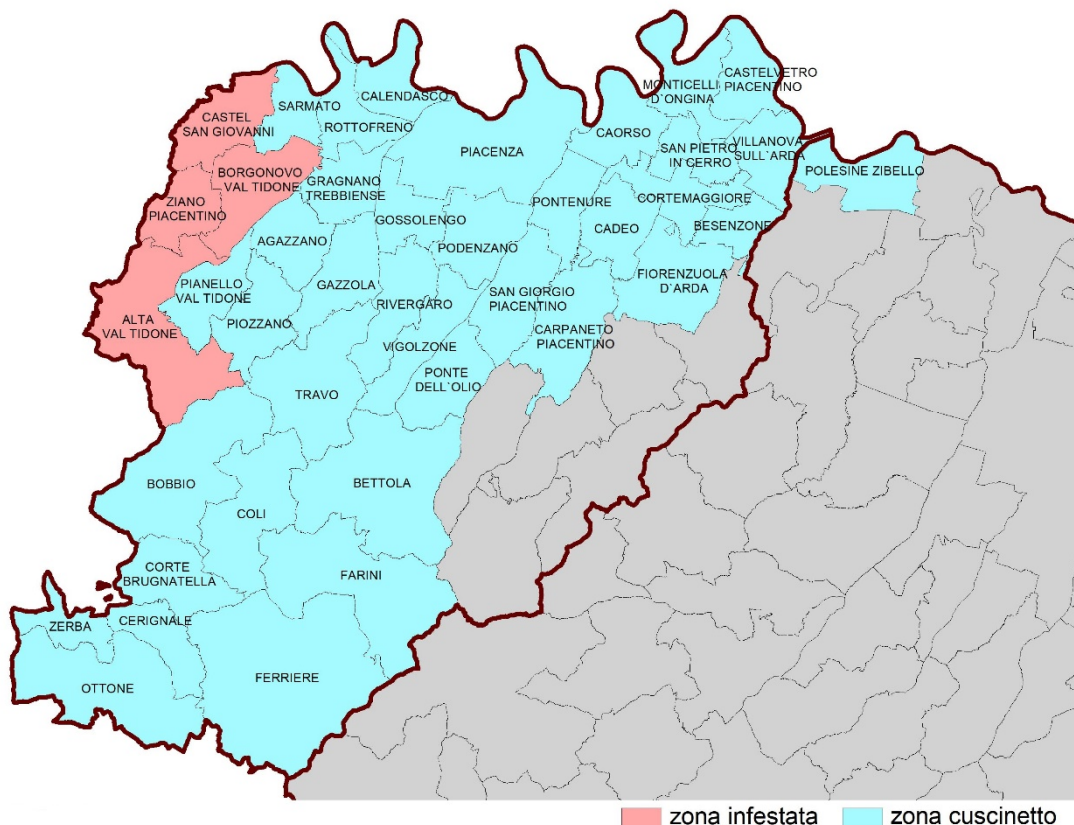 CASTELVETRO
PIACENTINO
MONTICELLI
D`ONGINA
CALENDASCO
SARMATO
CASTEL
SAN GIOVANNI
ROTTOFRENO
CAORSO
VILLANOVA
SULL`ARDA
SAN PIETRO
IN CERRO
PIACENZA
BORGONOVO
VAL TIDONE
POLESINE ZIBELLO
GRAGNANO
TREBBIENSE
ZIANO
PIACENTINO
PONTENURE
CORTEMAGGIORE
GOSSOLENGO
BESENZONE
CADEO
AGAZZANO
PODENZANO
FIORENZUOLA
D`ARDA
PIANELLO
VAL TIDONE
GAZZOLA
SAN GIORGIO
PIACENTINO
RIVERGARO
ALTA
VAL TIDONE
PIOZZANO
CARPANETO
PIACENTINO
VIGOLZONE
PONTE
DELL`OLIO
TRAVO
BOBBIO
BETTOLA
COLI
CORTE
BRUGNATELLA
FARINI
CERIGNALE
ZERBA
FERRIERE
OTTONE
zona infestata
zona cuscinetto